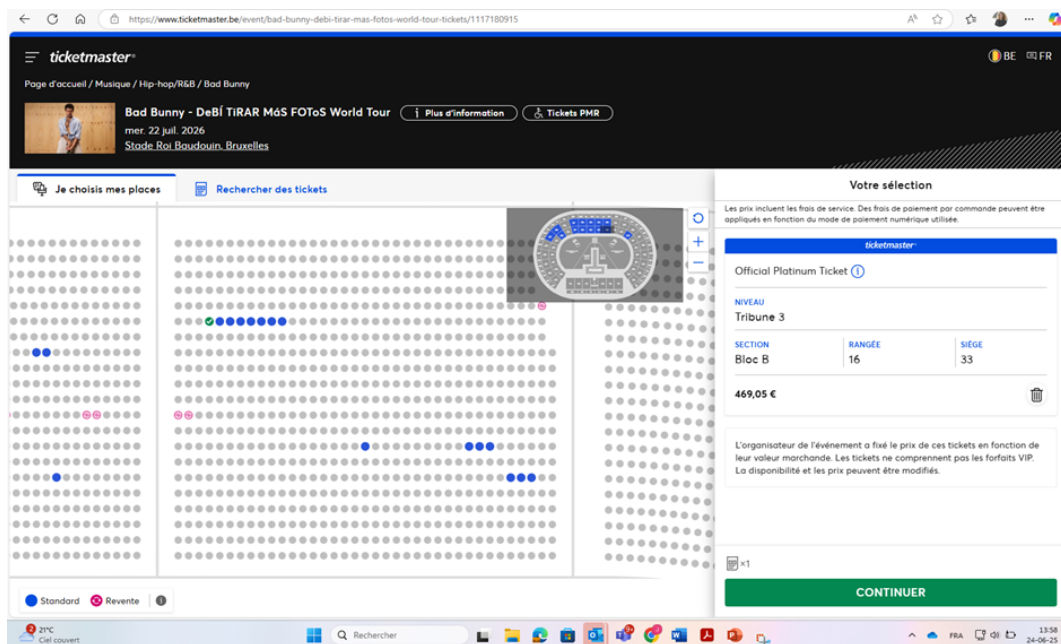 https://www.ticketmaster.be/event/bad-bunny-debi-tirar-mas-fotos-world-tour-tickets/1117180915
ticketmaster®
BE FR
Page d'accueil / Musique / Hip-hop/R&B / Bad Bunny
Bad Bunny - DeBÍ TiRAR MáS FOToS World Tour
Plus d'information
Tickets PMR
mer. 22 juil. 2026
Stade Roi Baudouin, Bruxelles
Je choisis mes places
Rechercher des tickets
Votre sélection
Les prix incluent les frais de service. Des frais de paiement par commande peuvent être
appliqués en fonction du mode de paiement numérique utilisée.
ticketmaster
Official Platinum Ticket
NIVEAU
Tribune 3
SECTION RANGÉE SIÈGE
Bloc B 16 33
469,05 €
L'organisateur de l'événement a fixé le prix de ces tickets en fonction de
leur valeur marchande. Les tickets ne comprennent pas les forfaits VIP.
La disponibilité et les prix peuvent être modifiés.
×1
CONTINUER
Standard Revente
21°C
Ciel couvert
Rechercher
FRA
13:58
24-06-25